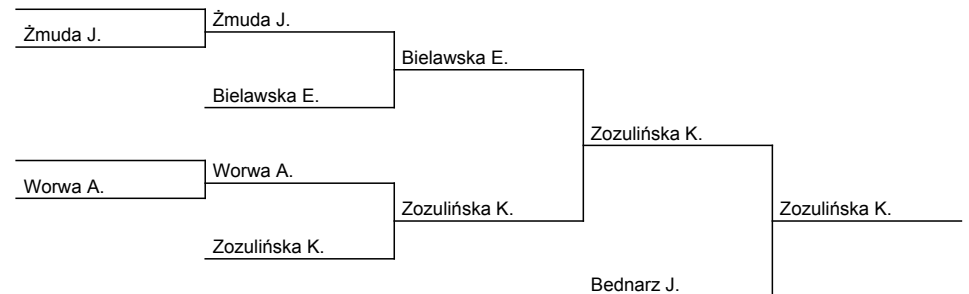 Żmuda J.
Żmuda J.
Bielawska E.
Bielawska E.
Zozulińska K.
Worwa A.
Worwa A.
Zozulińska K.
Zozulińska K.
Zozulińska K.
Bednarz J.